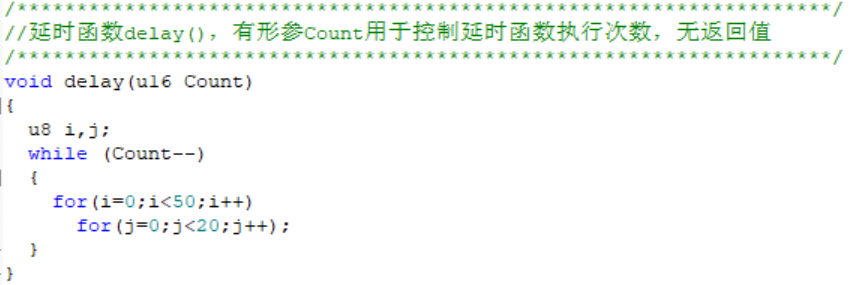 /*********************************************************************/
//延时函数delay(), 有形参Count用于控制延时函数执行次数, 无返回值
/*********************************************************************/
void delay(u16 Count)
{
  u8 i,j;
  while (Count--)
  {
    for(i=0;i<50;i++)
      for(j=0;j<20;j++);
  }
}